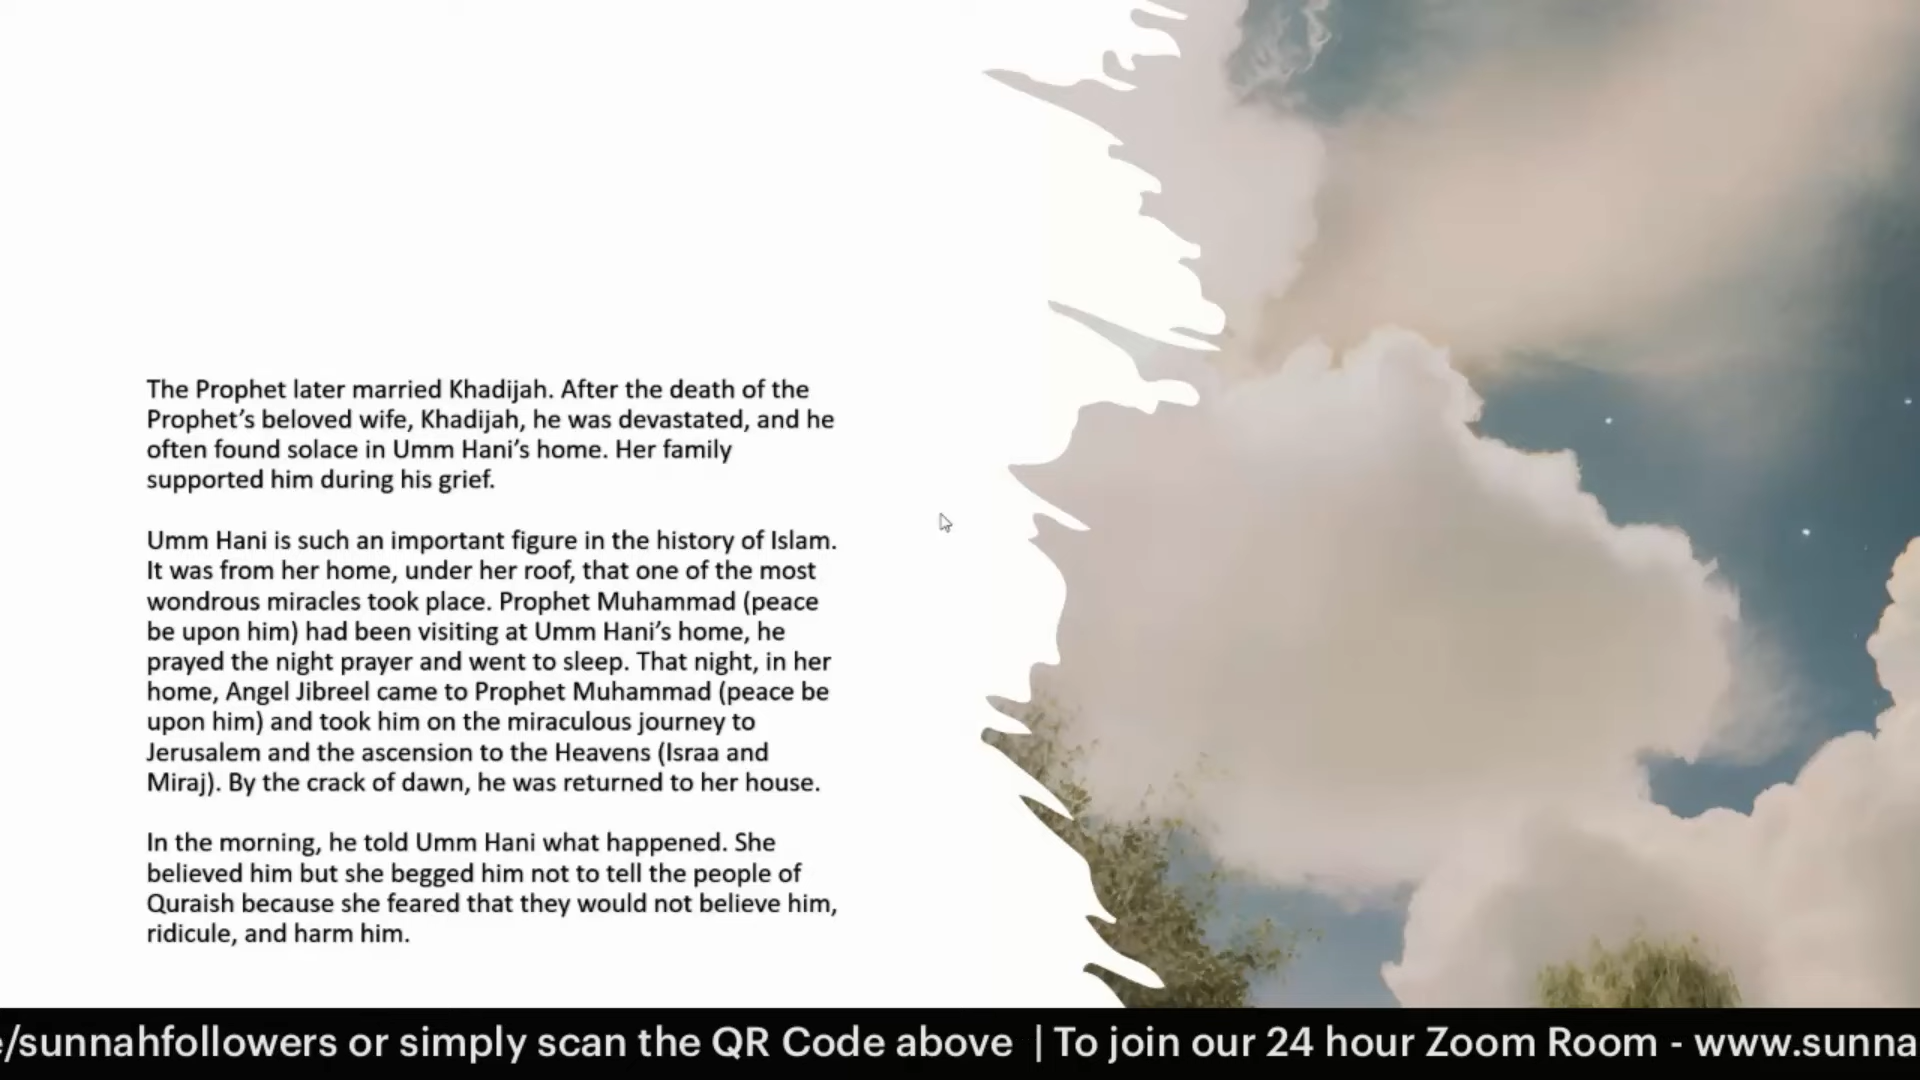 The Prophet later married Khadijah. After the death of the
Prophet’s beloved wife, Khadijah, he was devastated, and he
often found solace in Umm Hani’s home. Her family
supported him during his grief.
Umm Hani is such an important figure in the history of Islam.
It was from her home, under her roof, that one of the most
wondrous miracles took place. Prophet Muhammad (peace
be upon him) had been visiting at Umm Hani’s home, he
prayed the night prayer and went to sleep. That night, in her
home, Angel Jibreel came to Prophet Muhammad (peace be
upon him) and took him on the miraculous journey to
Jerusalem and the ascension to the Heavens (Israa and
Miraj). By the crack of dawn, he was returned to her house.
In the morning, he told Umm Hani what happened. She
believed him but she begged him not to tell the people of
Quraish because she feared that they would not believe him,
ridicule, and harm him.
e/sunnahfollowers or simply scan the QR Code above | To join our 24 hour Zoom Room - www.sunna